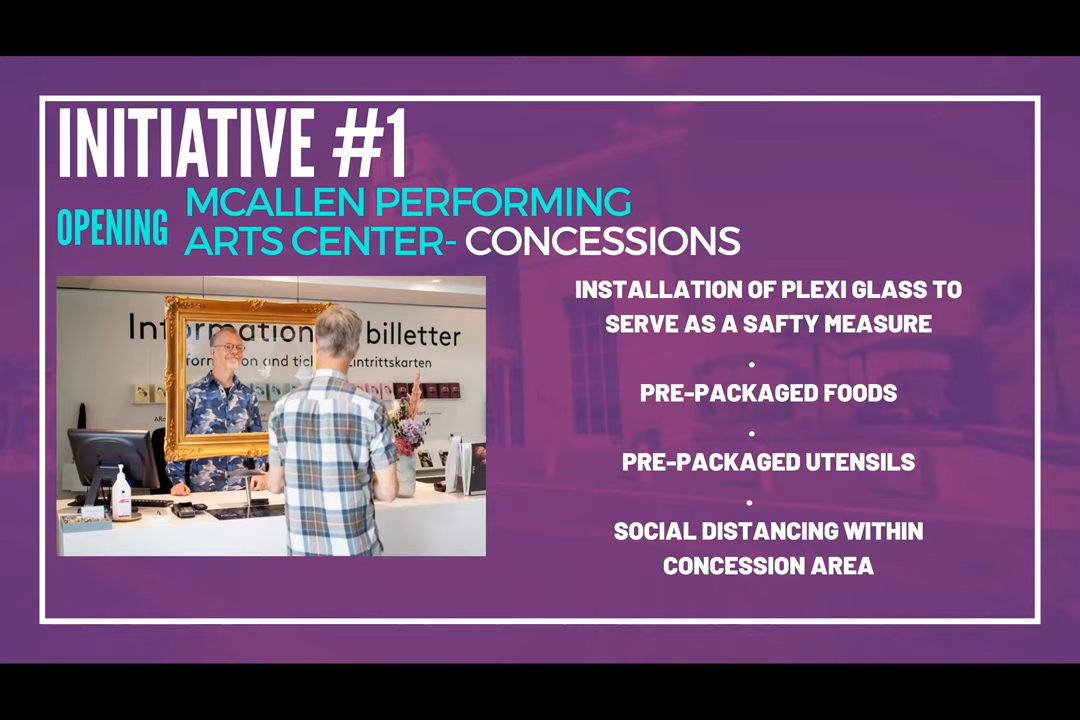 INITIATIVE #1
OPENING
MCALLEN PERFORMING
ARTS CENTER- CONCESSIONS
INSTALLATION OF PLEXI GLASS TO
SERVE AS A SAFTY MEASURE
PRE-PACKAGED FOODS
PRE-PACKAGED UTENSILS
SOCIAL DISTANCING WITHIN
CONCESSION AREA
Information billetter
and